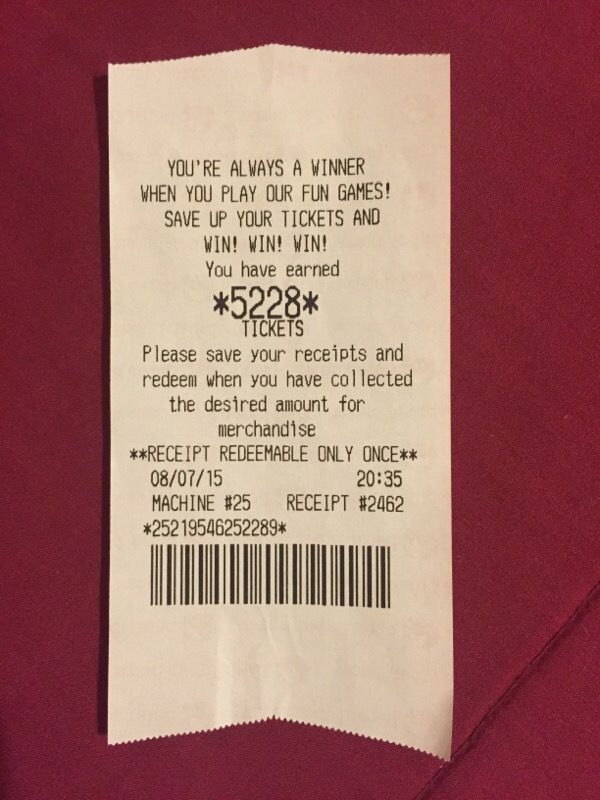 YOU'RE ALWAYS A WINNER
WHEN YOU PLAY OUR FUN GAMES!
SAVE UP YOUR TICKETS AND
WIN! WIN! WIN!
You have earned
*5228*
TICKETS
Please save your receipts and
redeem when you have collected
the desired amount for
merchandise
**RECEIPT REDEEMABLE ONLY ONCE**
08/07/15 20:35
MACHINE #25 RECEIPT #2462
*25219546252289*